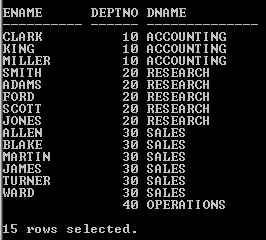 ENAME DEPTNO DNAME
---------- ---------- --------------
CLARK 10 ACCOUNTING
KING 10 ACCOUNTING
MILLER 10 ACCOUNTING
SMITH 20 RESEARCH
ADAMS 20 RESEARCH
FORD 20 RESEARCH
SCOTT 20 RESEARCH
JONES 20 RESEARCH
ALLEN 30 SALES
BLAKE 30 SALES
MARTIN 30 SALES
JAMES 30 SALES
TURNER 30 SALES
WARD 30 SALES
40 OPERATIONS
15 rows selected.